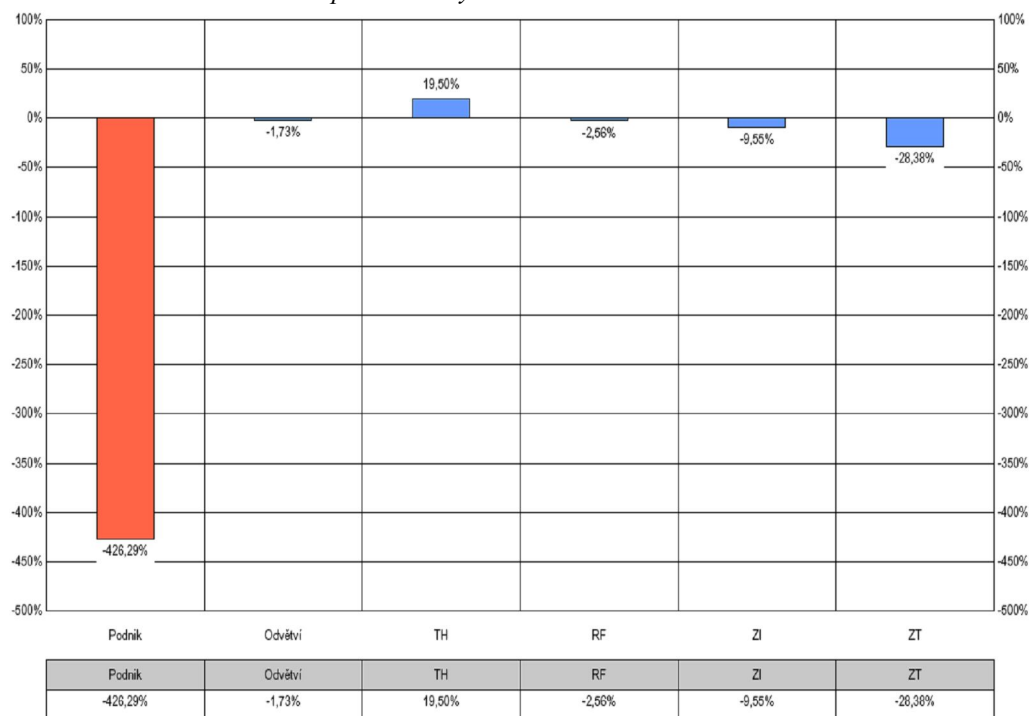 100% 100%
50% 19,50% 50%
0% 0%
-1,73% -2,56% -9,55%
-50% -28,38% -50%
-100% -100%
-150% -150%
-200% -200%
-250% -250%
-300% -300%
-350% -350%
-400% -400%
-426,29%
-450% -450%
-500% -500%
Podnik Odvětví TH RF ZI ZT
Podnik Odvětví TH RF ZI ZT
-426,29% -1,73% 19,50% -2,56% -9,55% -28,38%